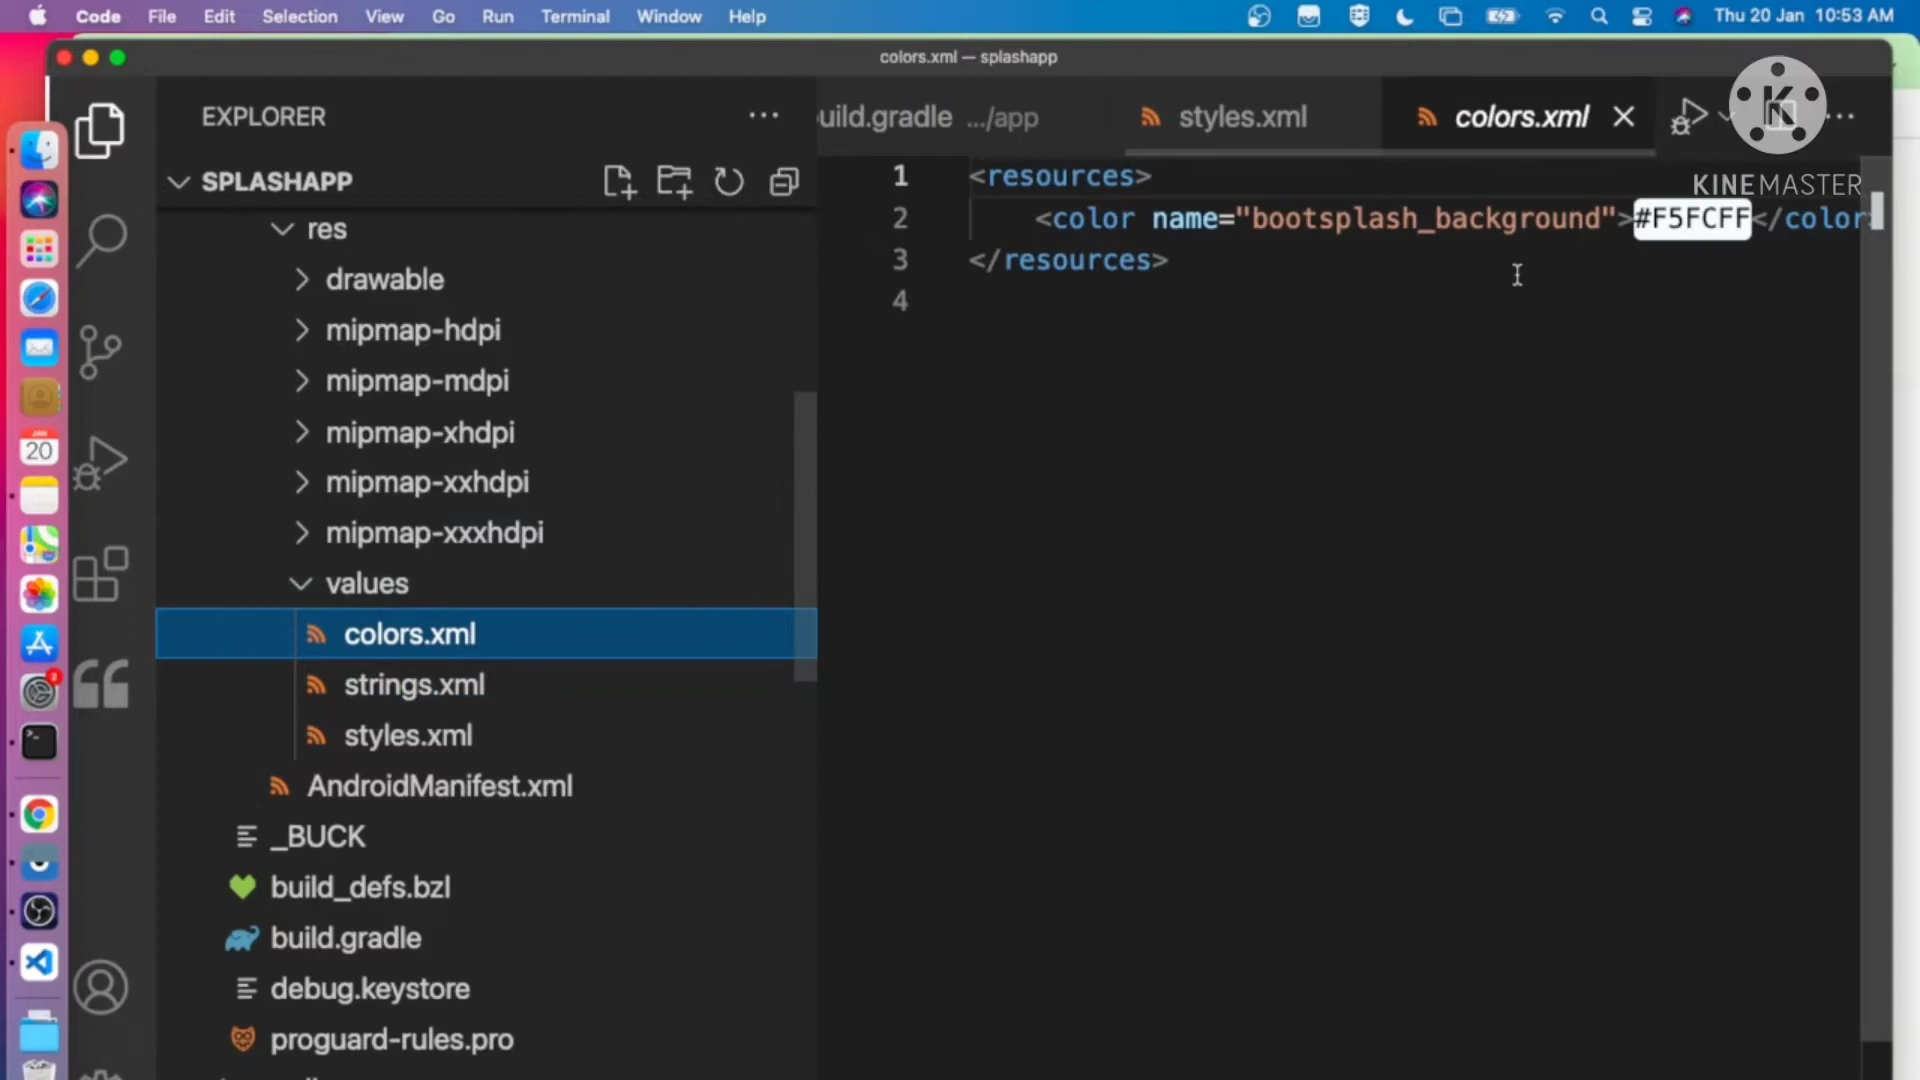 Code File Edit Selection View Go Run Terminal Window Help Thu 20 Jan 10:53 AM
colors.xml — splashapp
EXPLORER
uild.gradle .../app styles.xml colors.xml
K
KINEMASTER
SPLASHAPP
res
drawable
mipmap-hdpi
mipmap-mdpi
mipmap-xhdpi
mipmap-xxhdpi
mipmap-xxxhdpi
values
colors.xml
strings.xml
styles.xml
AndroidManifest.xml
_BUCK
build_defs.bzl
build.gradle
debug.keystore
proguard-rules.pro
1 <resources>
2 <color name="bootsplash_background">#F5FCFF</color
3 </resources>
4
JAN
20
3